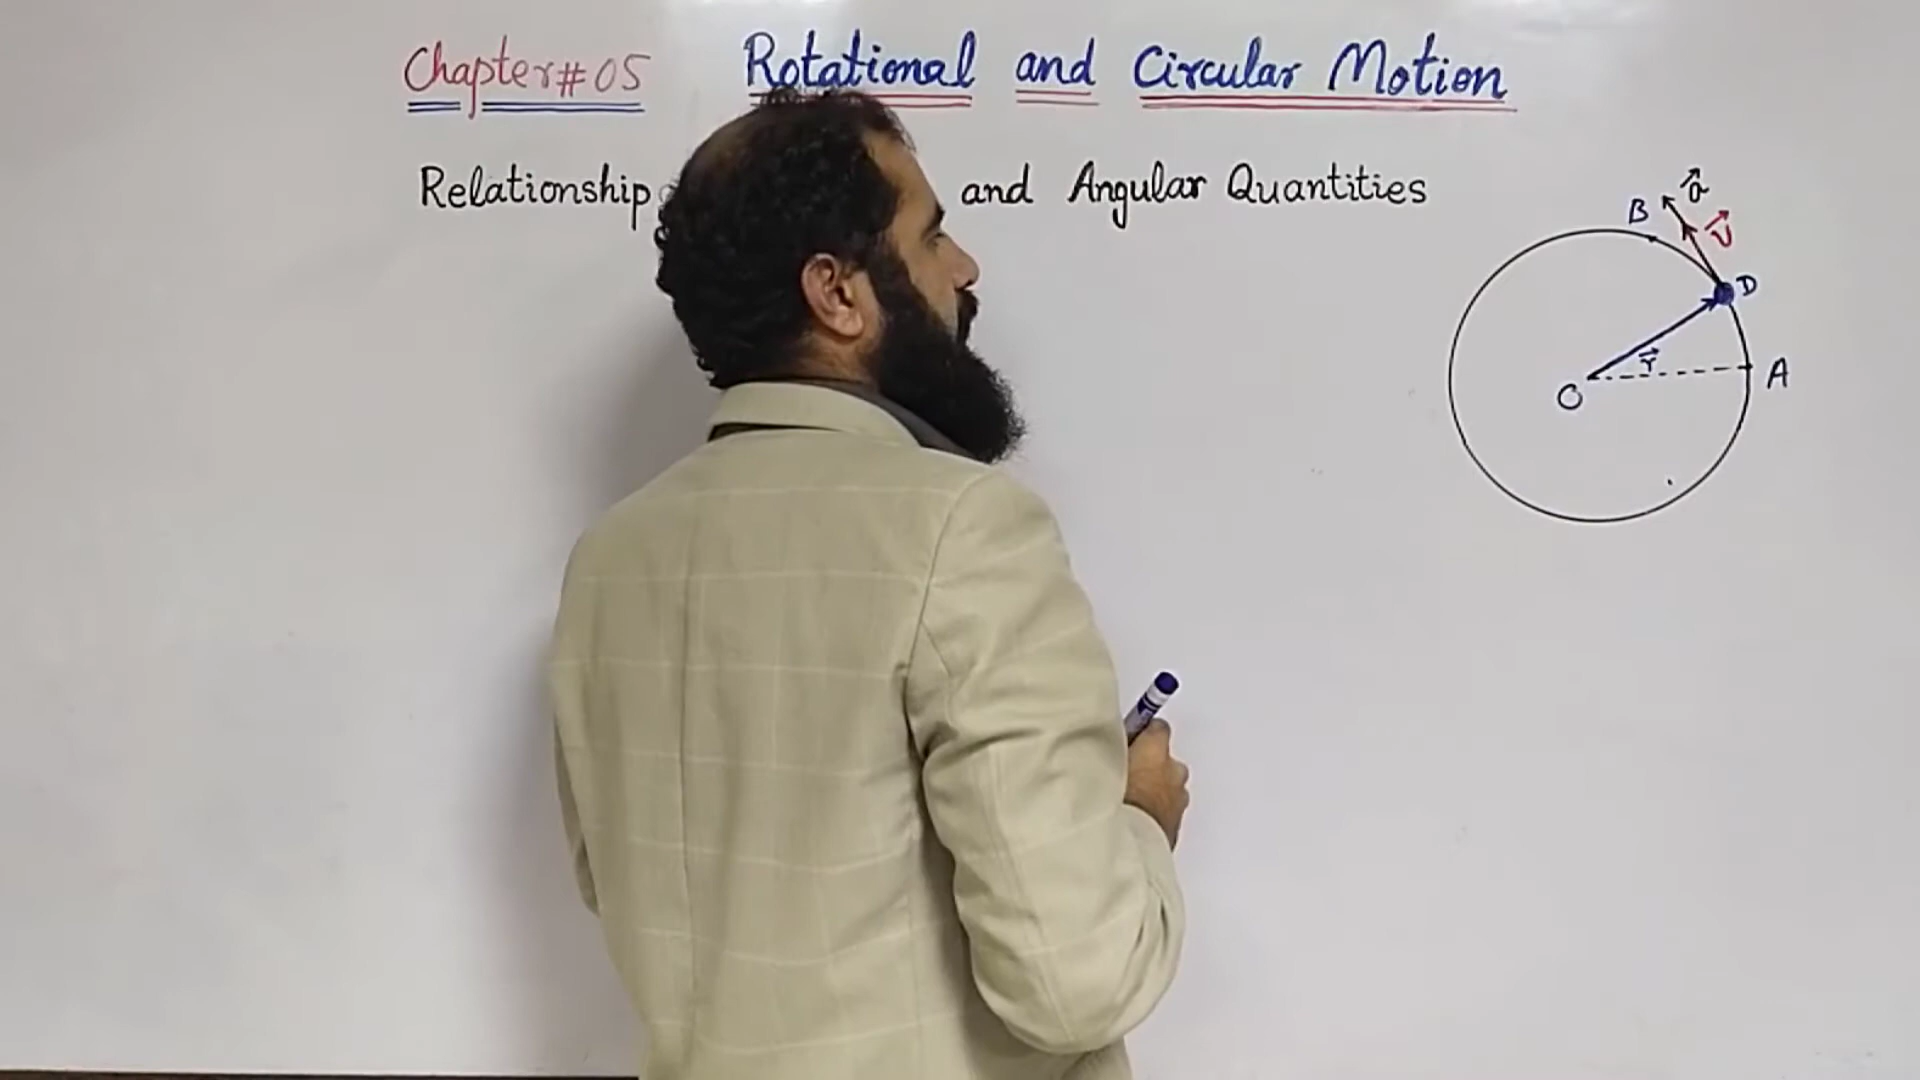 Chapter#05 Rotational and Circular Motion
Relationship and Angular Quantities
B
a⃗
v⃗
D
r⃗
O
A